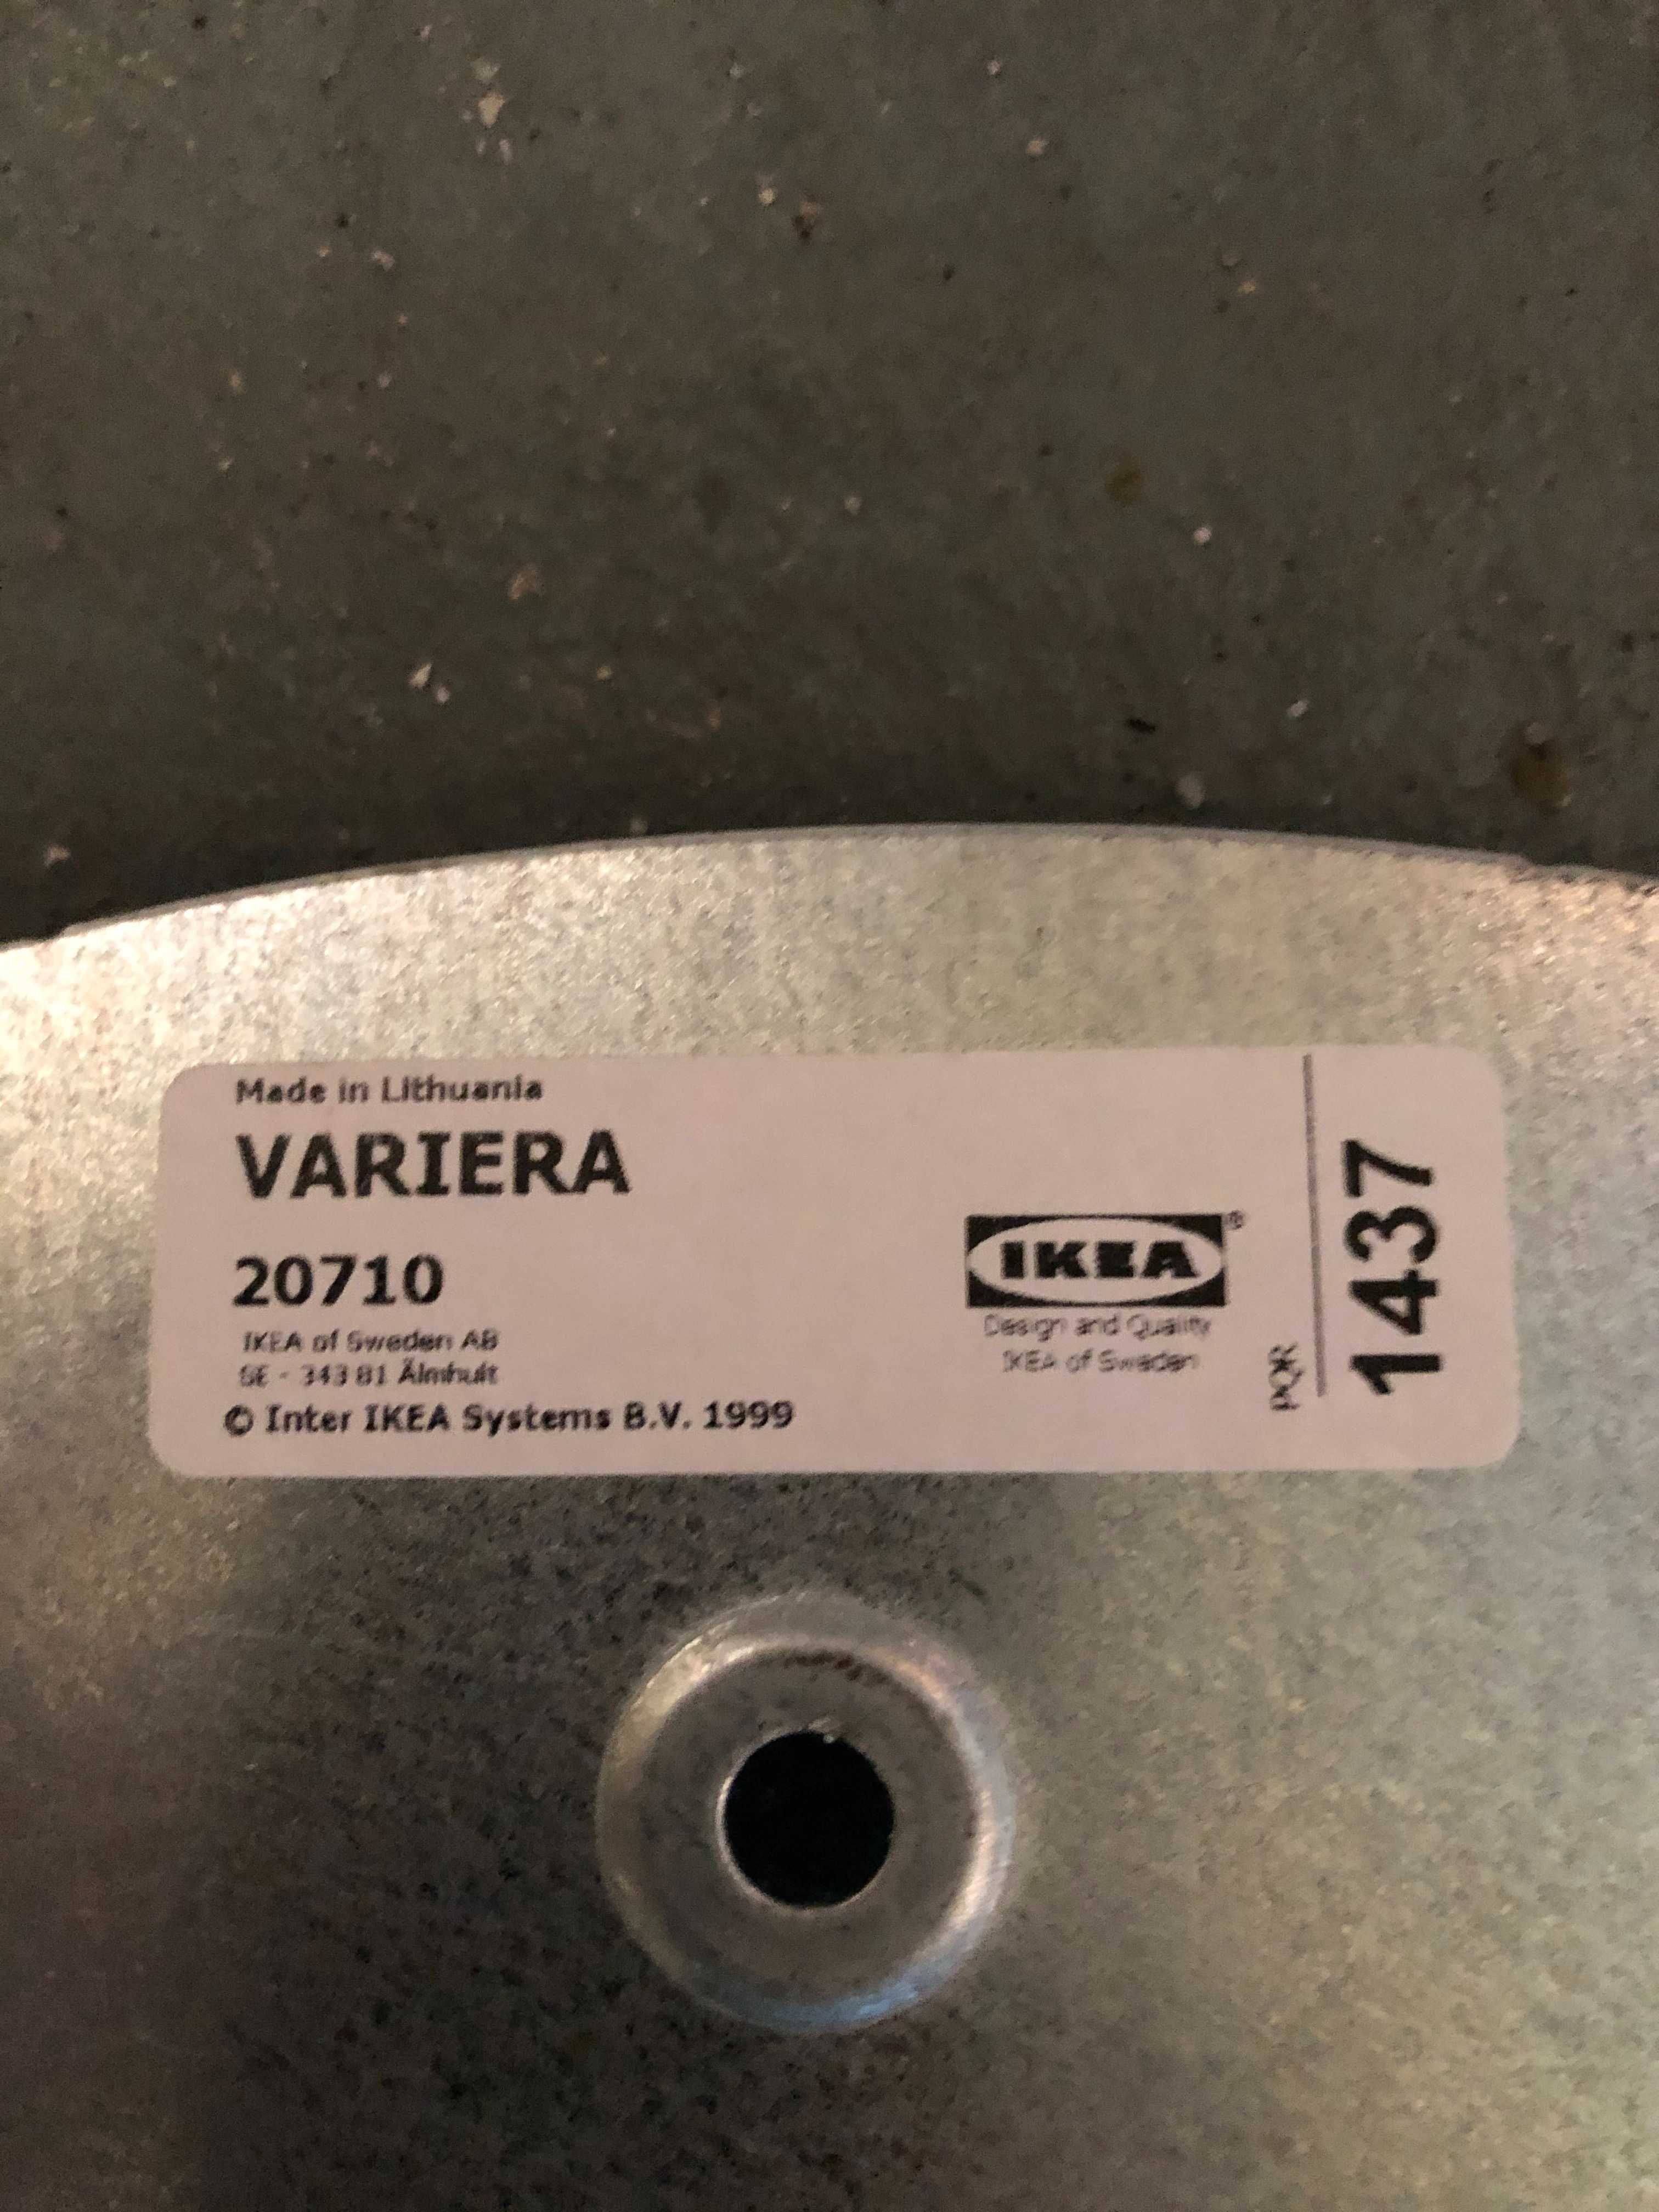 Made in Lithuania
VARIERA
20710
IKEA of Sweden AB
SE - 343 81 Älmhult
© Inter IKEA Systems B.V. 1999
IKEA®
Design and Quality
IKEA of Sweden
PQR
1437